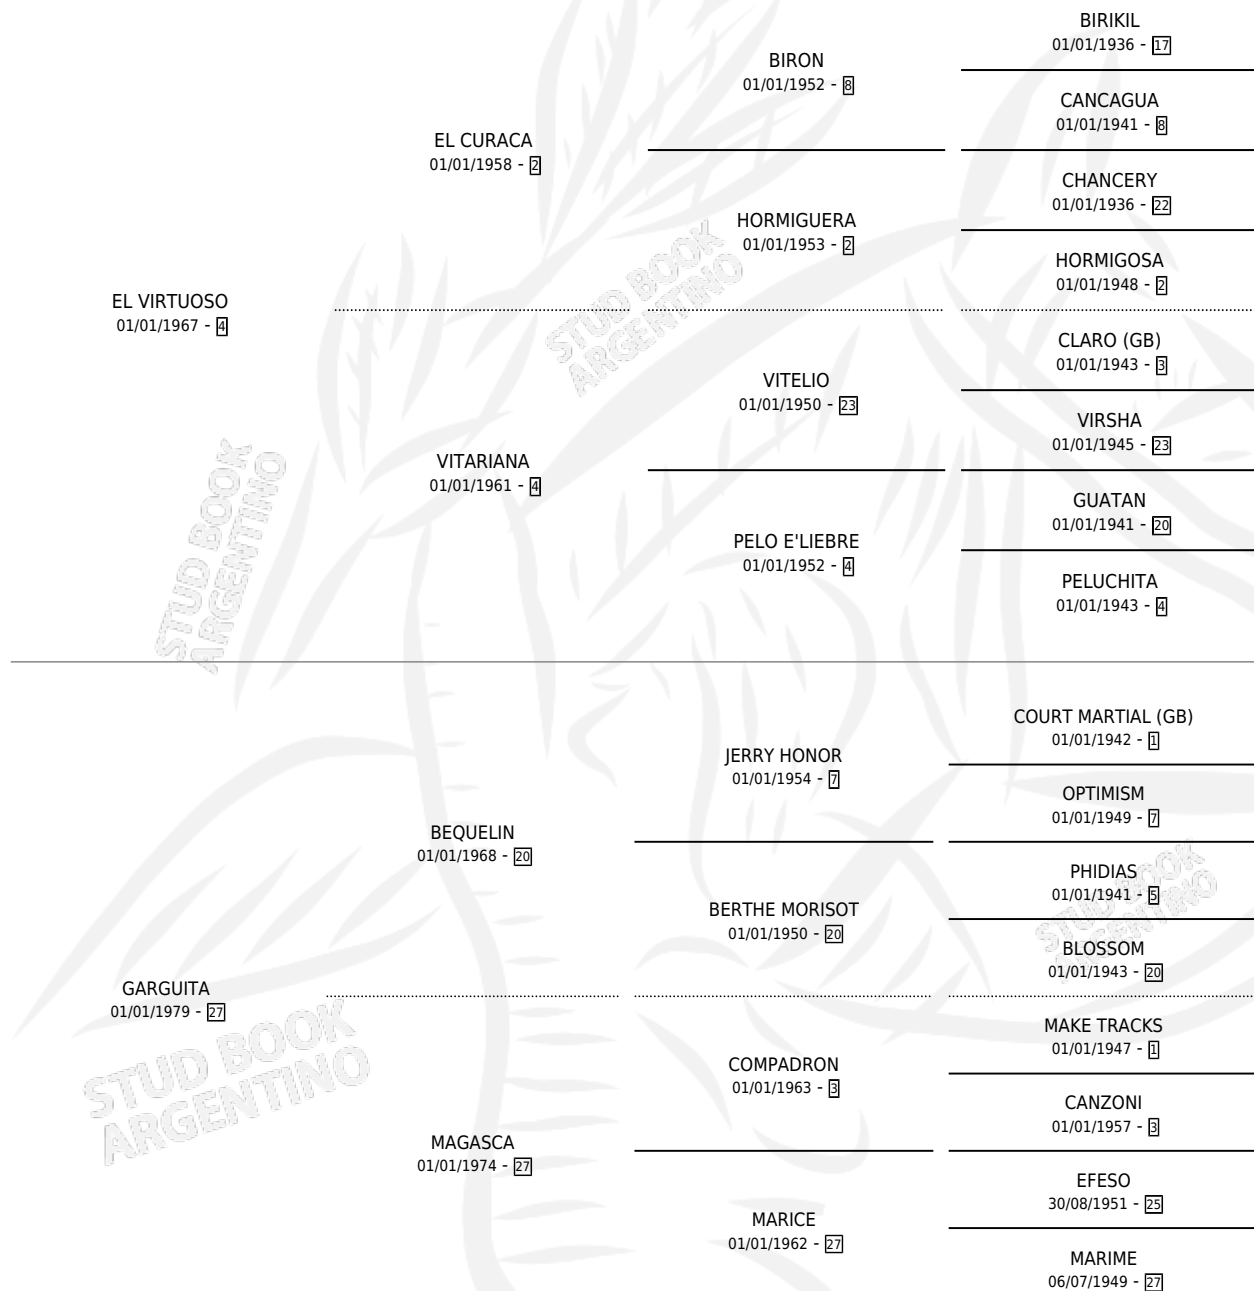 BIRIKIL
01/01/1936 - 17
BIRON
01/01/1952 - 8
CANCAGUA
01/01/1941 - 8
EL CURACA
01/01/1958 - 2
CHANCERY
01/01/1936 - 22
HORMIGUERA
01/01/1953 - 2
HORMIGOSA
01/01/1948 - 2
EL VIRTUOSO
01/01/1967 - 4
CLARO (GB)
01/01/1943 - 3
VITELIO
01/01/1950 - 23
VIRSHA
01/01/1945 - 23
VITARIANA
01/01/1961 - 4
GUATAN
01/01/1941 - 20
PELO E'LIEBRE
01/01/1952 - 4
PELUCHITA
01/01/1943 - 4
COURT MARTIAL (GB)
01/01/1942 - 1
JERRY HONOR
01/01/1954 - 7
OPTIMISM
01/01/1949 - 7
BEQUELIN
01/01/1968 - 20
PHIDIAS
01/01/1941 - 5
BERTHE MORISOT
01/01/1950 - 20
BLOSSOM
01/01/1943 - 20
GARGUITA
01/01/1979 - 27
MAKE TRACKS
01/01/1947 - 1
COMPADRON
01/01/1963 - 3
CANZONI
01/01/1957 - 3
MAGASCA
01/01/1974 - 27
EFESO
30/08/1951 - 25
MARICE
01/01/1962 - 27
MARIME
06/07/1949 - 27
STUD BOOK
ARGENTINO
STUD BOOK
ARGENTINO
STUD BOOK
ARGENTINO
STUD BOOK
ARGENTINO